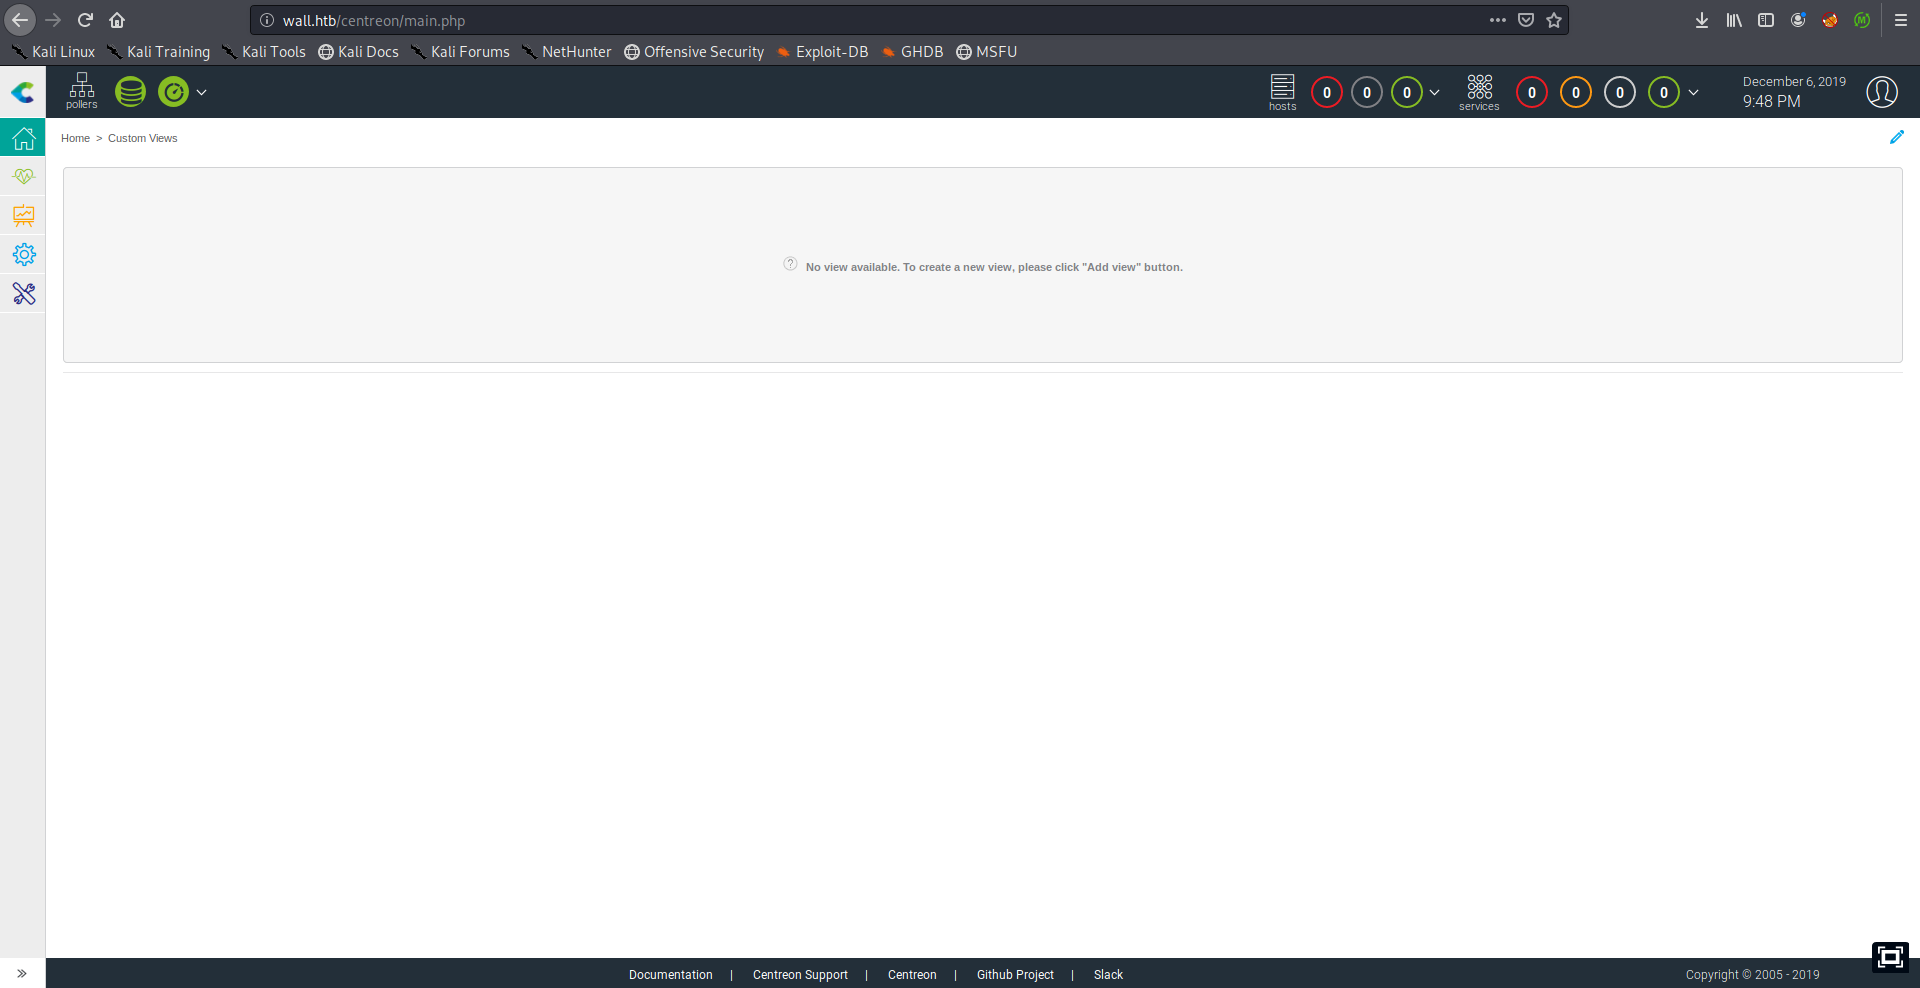 wall.htb/centreon/main.php
Kali Linux Kali Training Kali Tools Kali Docs Kali Forums NetHunter Offensive Security Exploit-DB GHDB MSFU
pollers
hosts 0 0 0 services 0 0 0 0
December 6, 2019
9:48 PM
Home > Custom Views
? No view available. To create a new view, please click "Add view" button.
Documentation | Centreon Support | Centreon | Github Project | Slack
Copyright © 2005 - 2019